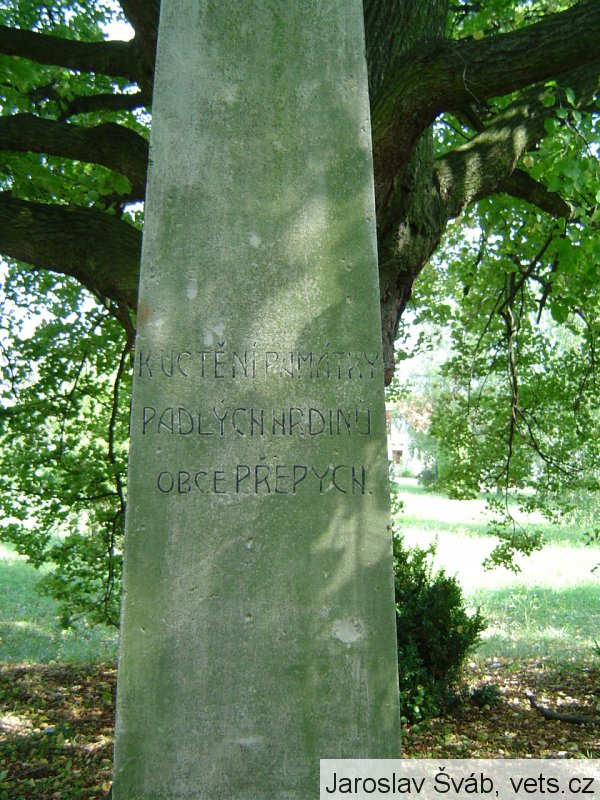 K UCTĚNÍ PAMÁTKY
PADLÝCH HRDINŮ
OBCE PŘEPYCH.
Jaroslav Šváb, vets.cz